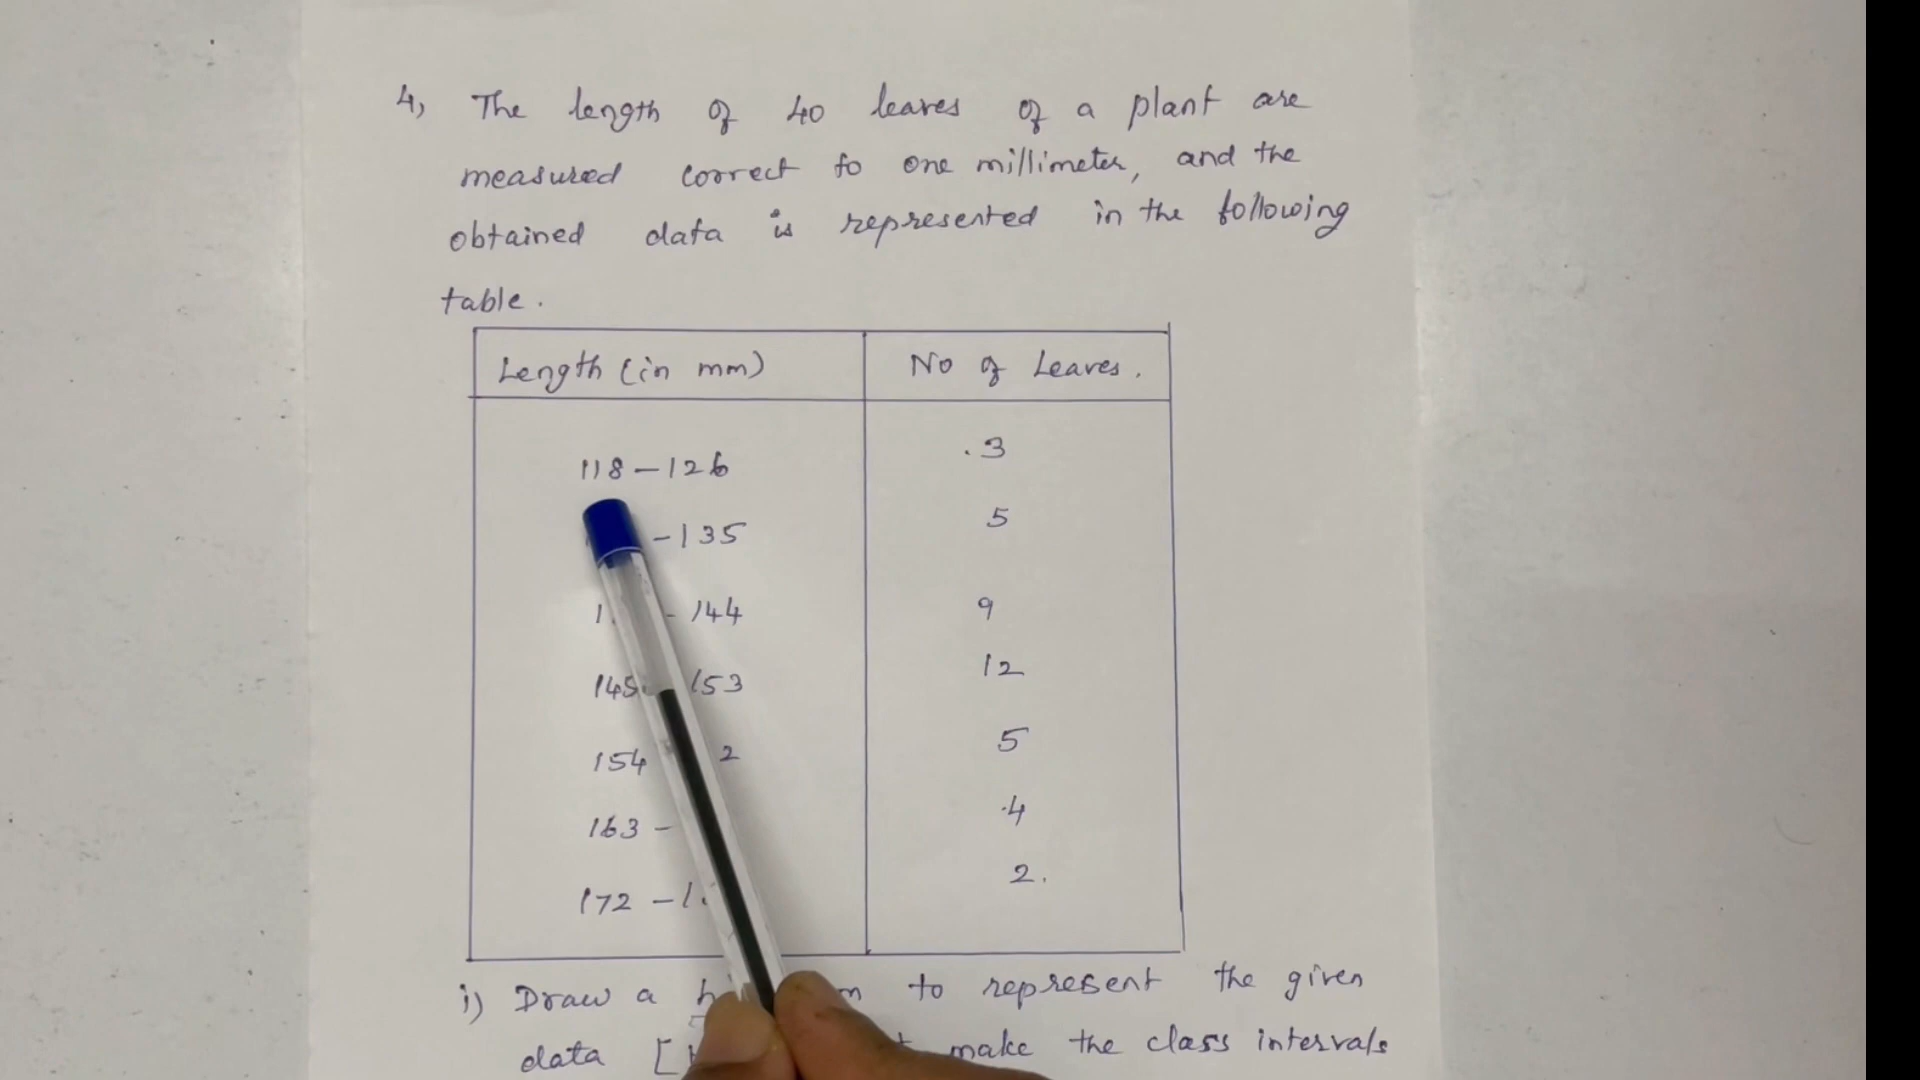 4, The length of 40 leaves of a plant are
measured correct to one millimeter, and the
obtained data is represented in the following
table.
Length (in mm) No of Leaves.
118-126 3
-135 5
144 9
145 153 12
154 2 5
163 - 4
172 - 2.
i) Draw a to represent the given
data [ make the class intervals